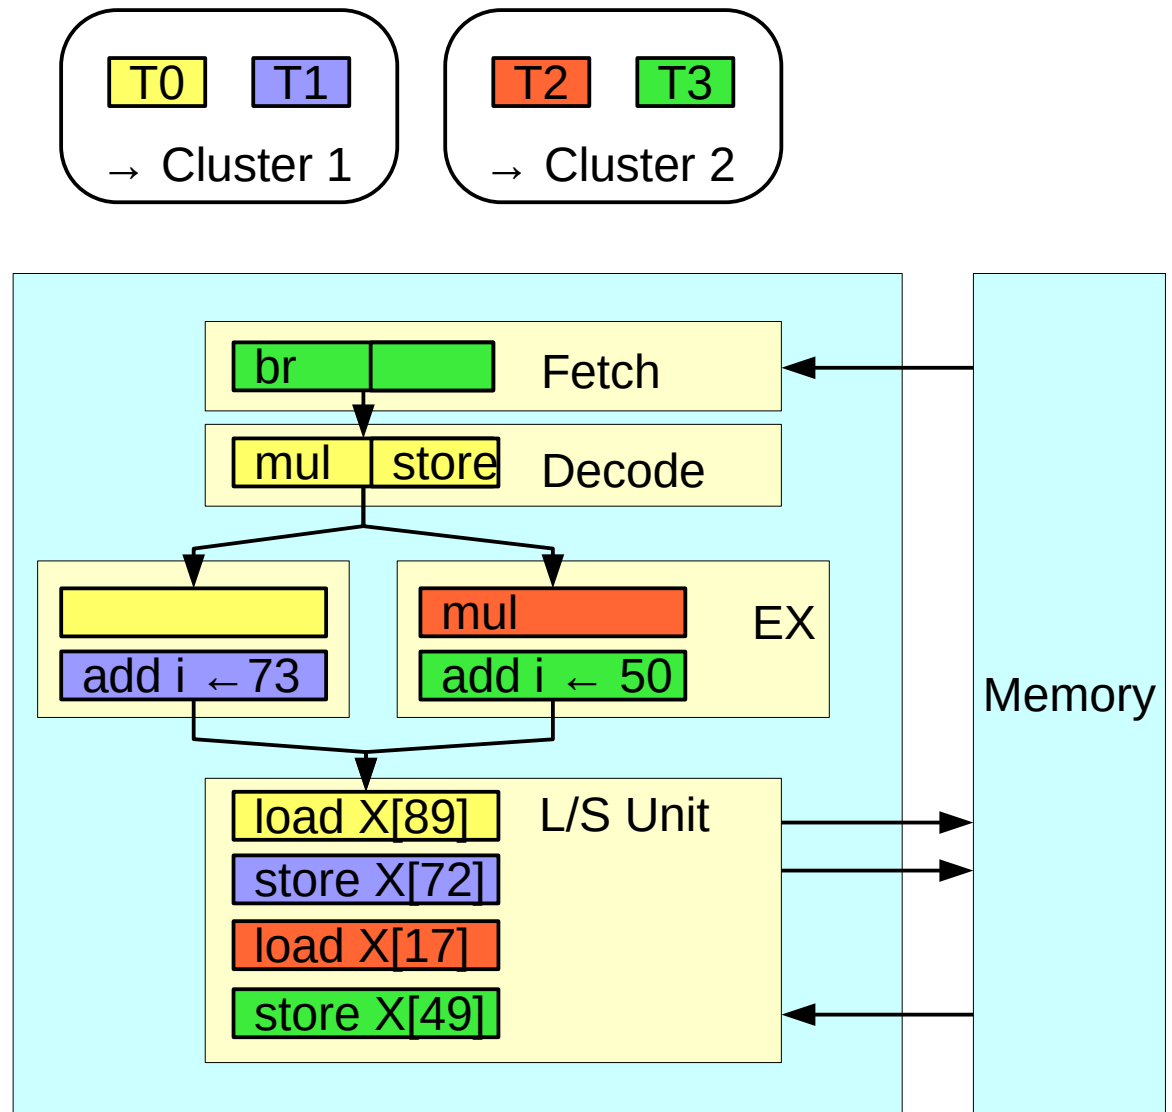 T0 T1 T2 T3
→ Cluster 1 → Cluster 2
br Fetch
mul store Decode
mul EX
add i ←73 add i ← 50
Memory
load X[89] L/S Unit
store X[72]
load X[17]
store X[49]